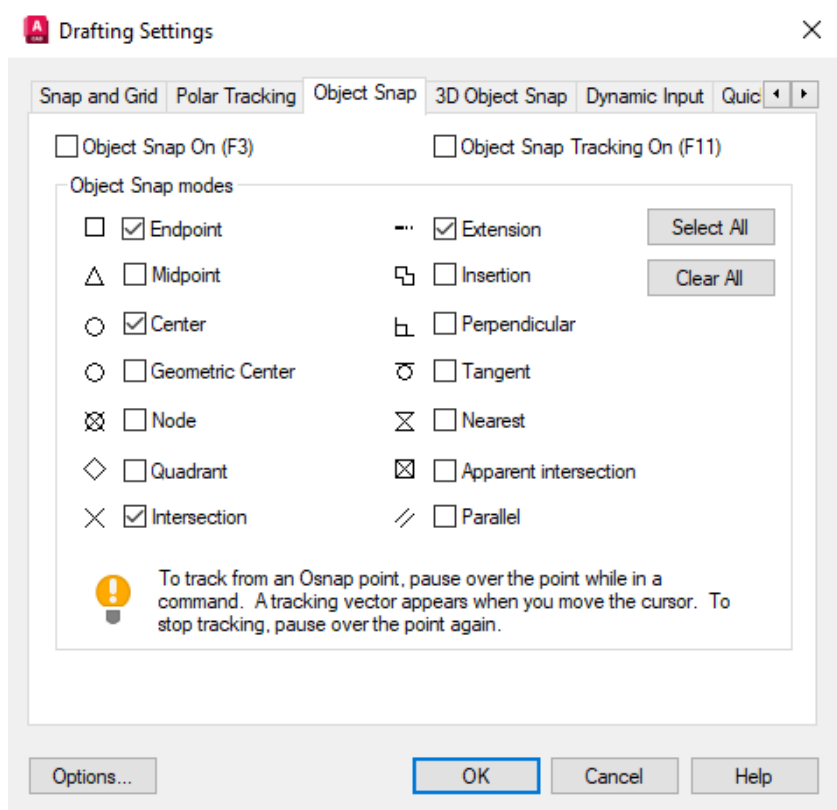 A CAD Drafting Settings
Snap and Grid Polar Tracking Object Snap 3D Object Snap Dynamic Input Quic
Object Snap On (F3) Object Snap Tracking On (F11)
Object Snap modes
Endpoint Extension Select All
Midpoint Insertion Clear All
Center Perpendicular
Geometric Center Tangent
Node Nearest
Quadrant Apparent intersection
Intersection Parallel
To track from an Osnap point, pause over the point while in a
command. A tracking vector appears when you move the cursor. To
stop tracking, pause over the point again.
Options... OK Cancel Help